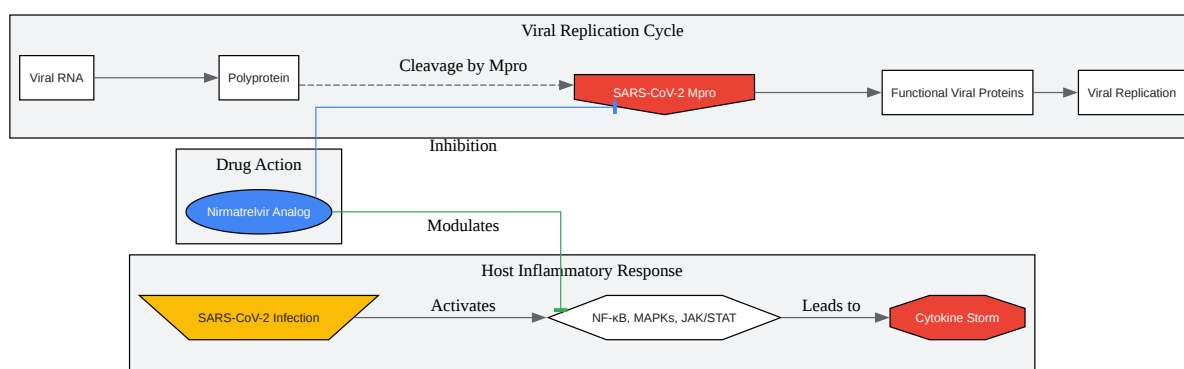 Viral Replication Cycle
Viral RNA
Polyprotein
Cleavage by Mpro
SARS-CoV-2 Mpro
Functional Viral Proteins
Viral Replication
Inhibition
Drug Action
Nirmatrelvir Analog
Modulates
Host Inflammatory Response
SARS-CoV-2 Infection
Activates
NF-κB, MAPKs, JAK/STAT
Leads to
Cytokine Storm